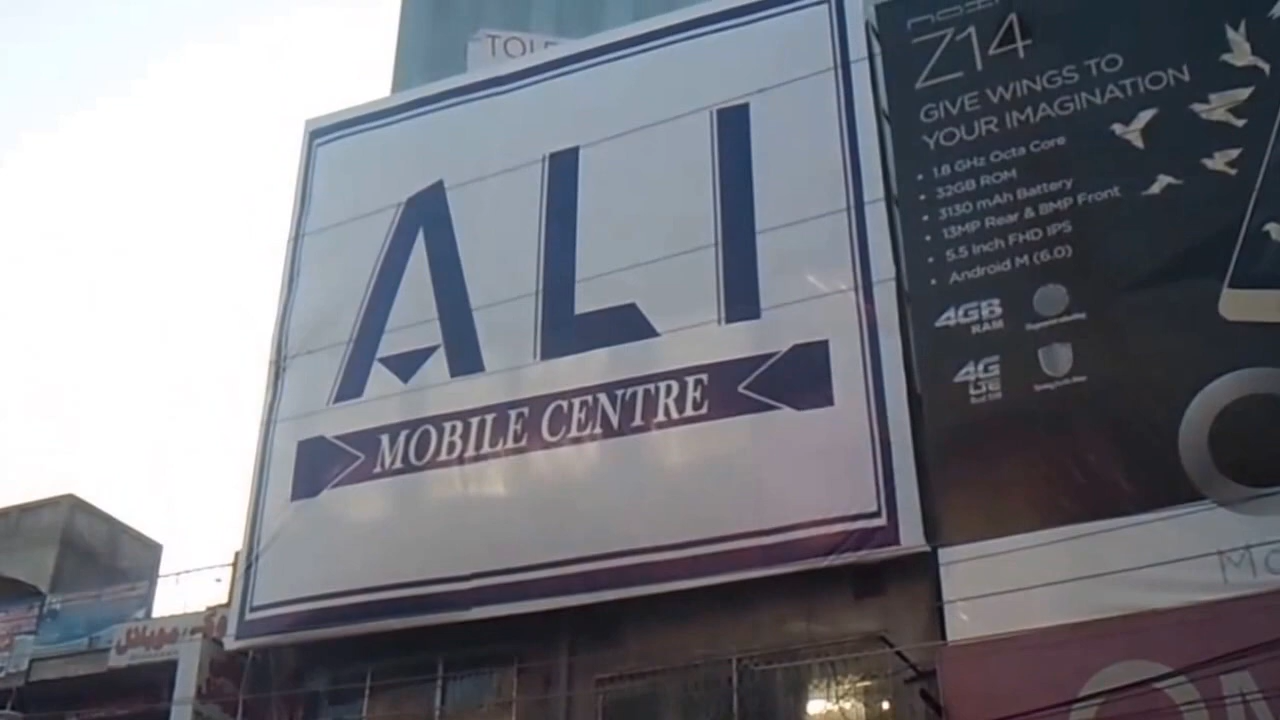 ALI
MOBILE CENTRE
Z14
GIVE WINGS TO
YOUR IMAGINATION
• 1.8 GHz Octa Core
• 32GB ROM
• 3130 mAh Battery
• 13MP Rear & 8MP Front
• 5.5 Inch FHD IPS
• Android M (6.0)
4GB
RAM
4G
LTE
موبائل